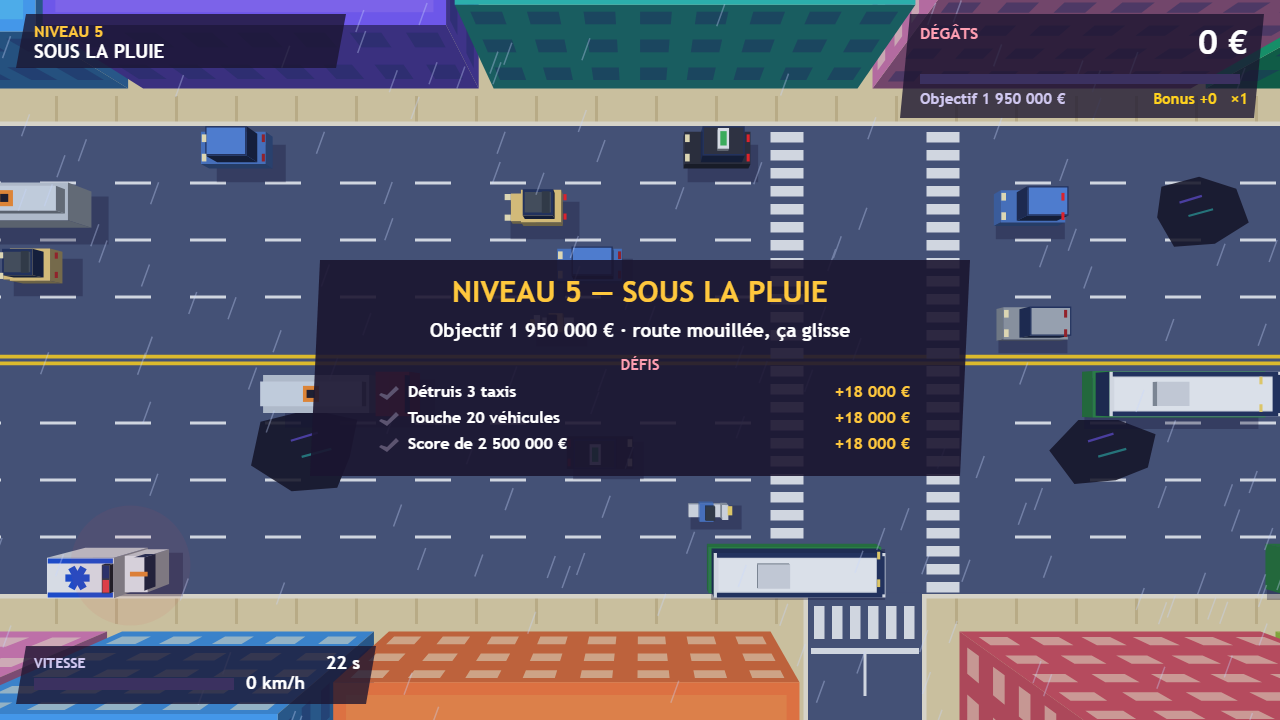 NIVEAU 5
SOUS LA PLUIE
DÉGÂTS
0 €
Objectif 1 950 000 €
Bonus +0 ×1
NIVEAU 5 — SOUS LA PLUIE
Objectif 1 950 000 € · route mouillée, ça glisse
DÉFIS
Détruis 3 taxis +18 000 €
Touche 20 véhicules +18 000 €
Score de 2 500 000 € +18 000 €
VITESSE
22 s
0 km/h